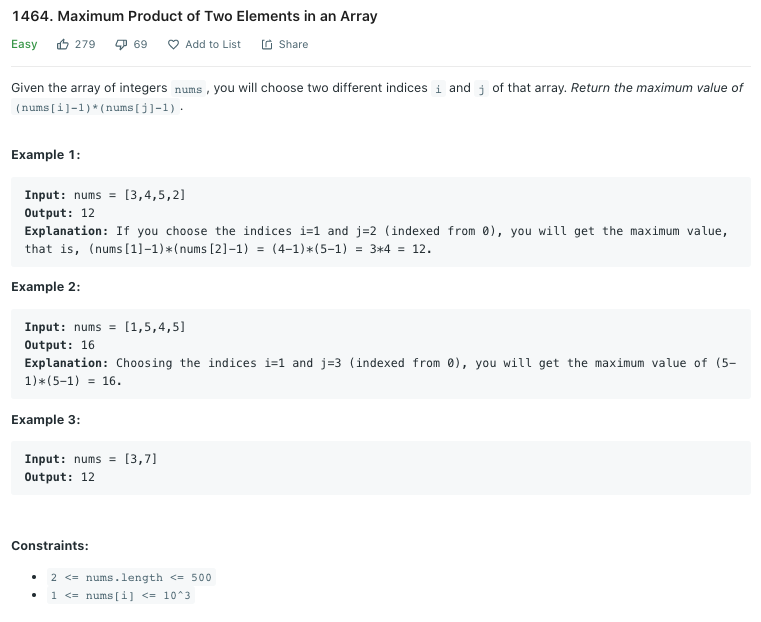 1464. Maximum Product of Two Elements in an Array
Easy 279 69 Add to List Share
Given the array of integers nums, you will choose two different indices i and j of that array. Return the maximum value of
(nums[i]-1)*(nums[j]-1).
Example 1:
Input: nums = [3,4,5,2]
Output: 12
Explanation: If you choose the indices i=1 and j=2 (indexed from 0), you will get the maximum value,
that is, (nums[1]-1)*(nums[2]-1) = (4-1)*(5-1) = 3*4 = 12.
Example 2:
Input: nums = [1,5,4,5]
Output: 16
Explanation: Choosing the indices i=1 and j=3 (indexed from 0), you will get the maximum value of (5-
1)*(5-1) = 16.
Example 3:
Input: nums = [3,7]
Output: 12
Constraints:
• 2 <= nums.length <= 500
• 1 <= nums[i] <= 10^3